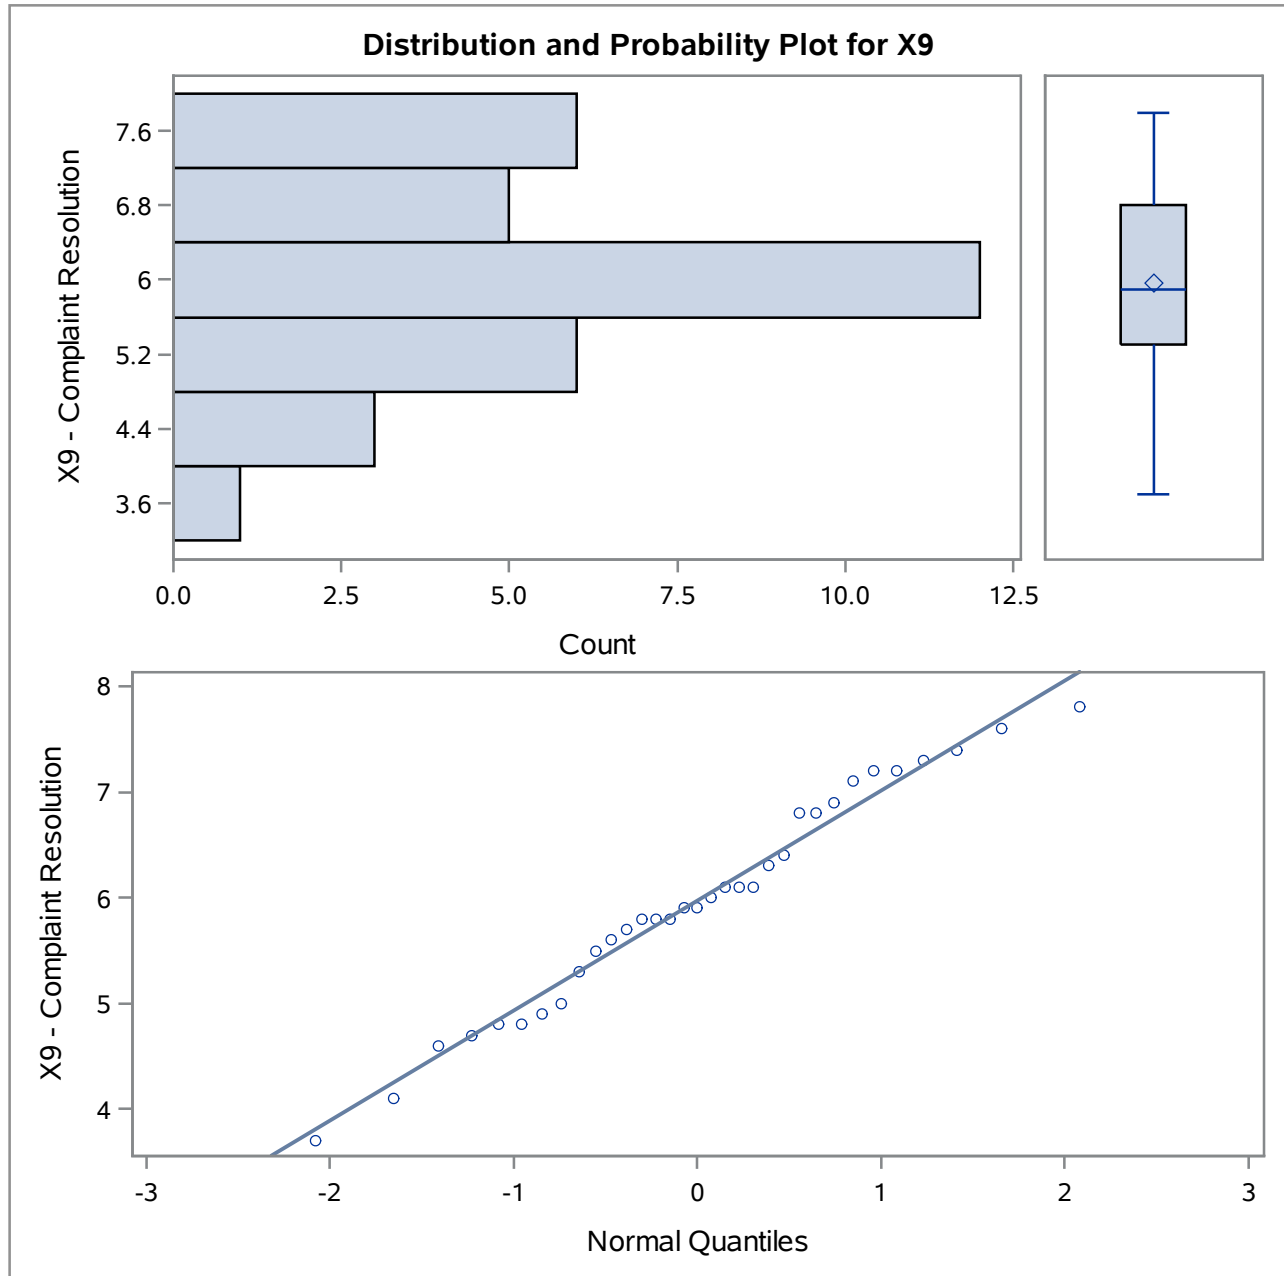 Distribution and Probability Plot for X9
X9 - Complaint Resolution
7.6
6.8
6
5.2
4.4
3.6
0.0 2.5 5.0 7.5 10.0 12.5
Count
X9 - Complaint Resolution
8
7
6
5
4
-3 -2 -1 0 1 2 3
Normal Quantiles